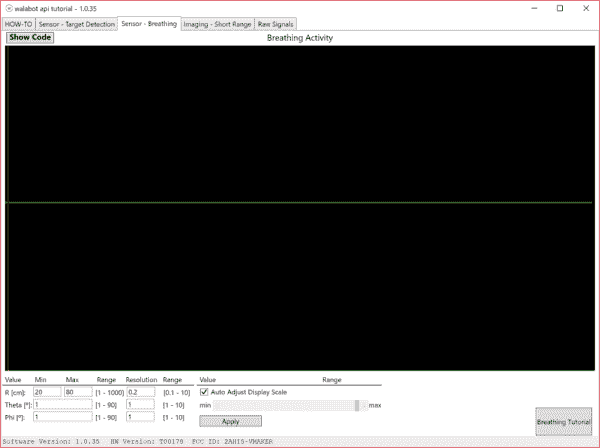 walabot api tutorial - 1.0.35
HOW-TO Sensor - Target Detection Sensor - Breathing Imaging - Short Range Raw Signals
Show Code Breathing Activity
Value Min Max Range Resolution Range Value Range
R [cm]: 20 80 [1 - 1000] 0.2 [0.1 - 10] Auto Adjust Display Scale
Theta [º]: 1 [1 - 90] 1 [1 - 10] min max
Phi [º]: 1 [1 - 90] 1 [1 - 10] Apply
Breathing Tutorial
Software Version: 1.0.35 HW Version: T00179 FCC ID: 2AHIS-VMAKER